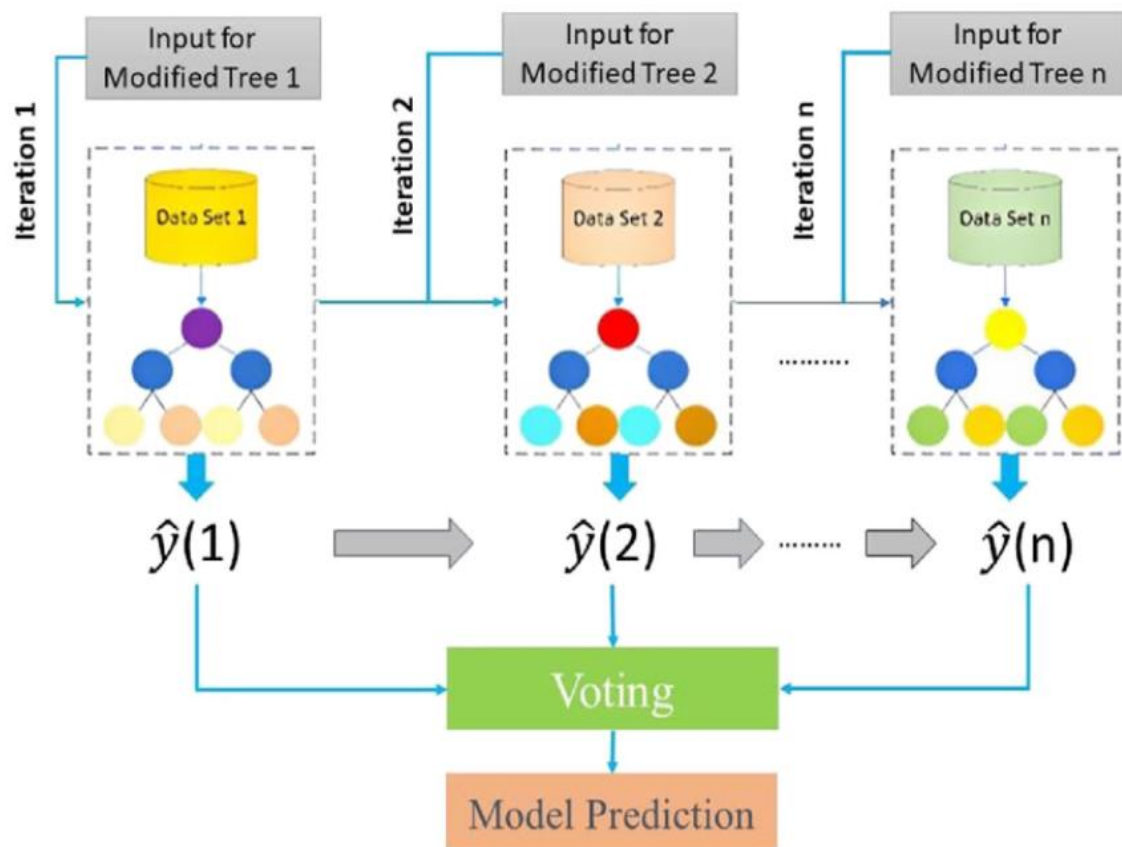 Input for
Modified Tree 1
Input for
Modified Tree 2
Input for
Modified Tree n
Iteration 1
Iteration 2
Iteration n
Data Set 1
Data Set 2
Data Set n
..........
ŷ(1)
ŷ(2)
.........
ŷ(n)
Voting
Model Prediction